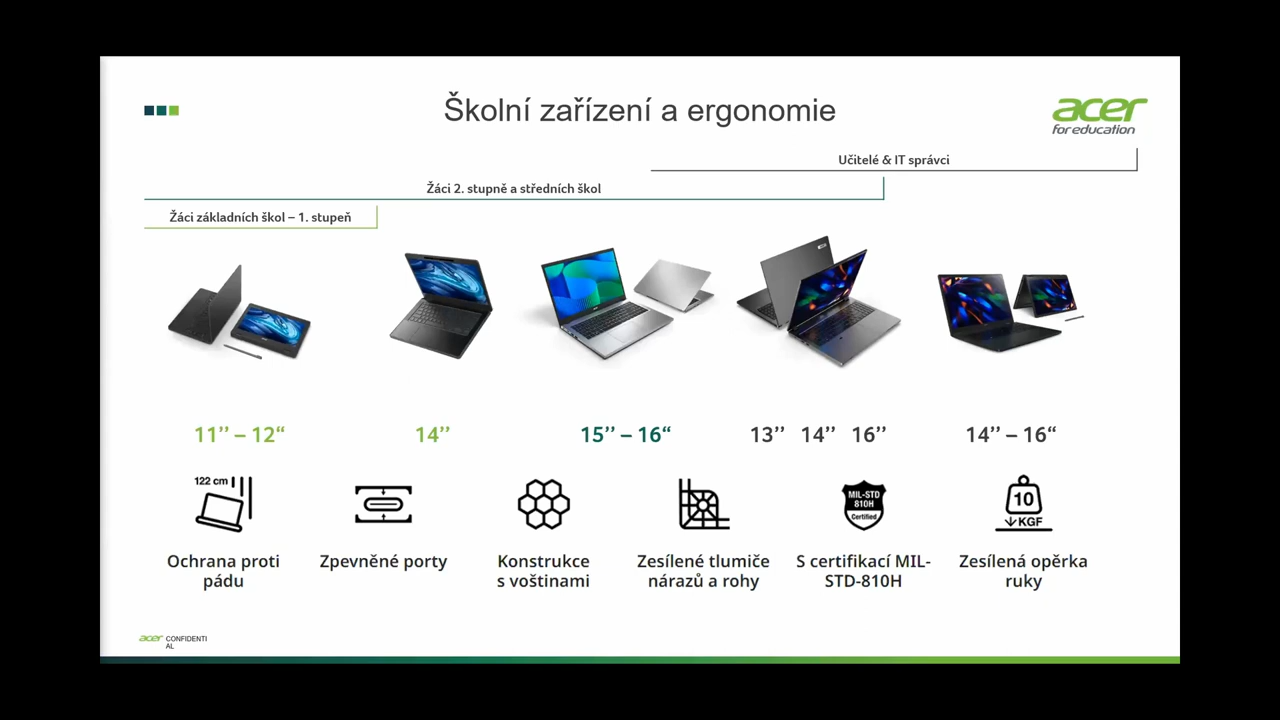 Školní zařízení a ergonomie
acer
for education
Učitelé & IT správci
Žáci 2. stupně a středních škol
Žáci základních škol – 1. stupeň
11’’ – 12“
14’’
15’’ – 16“
13’’ 14’’ 16’’
14’’ – 16“
122 cm
MIL-STD
810H
Certified
10
KGF
Ochrana proti
pádu
Zpevněné porty
Konstrukce
s voštinami
Zesílené tlumiče
nárazů a rohy
S certifikací MIL-
STD-810H
Zesílená opěrka
ruky
acer
CONFIDENTI
AL